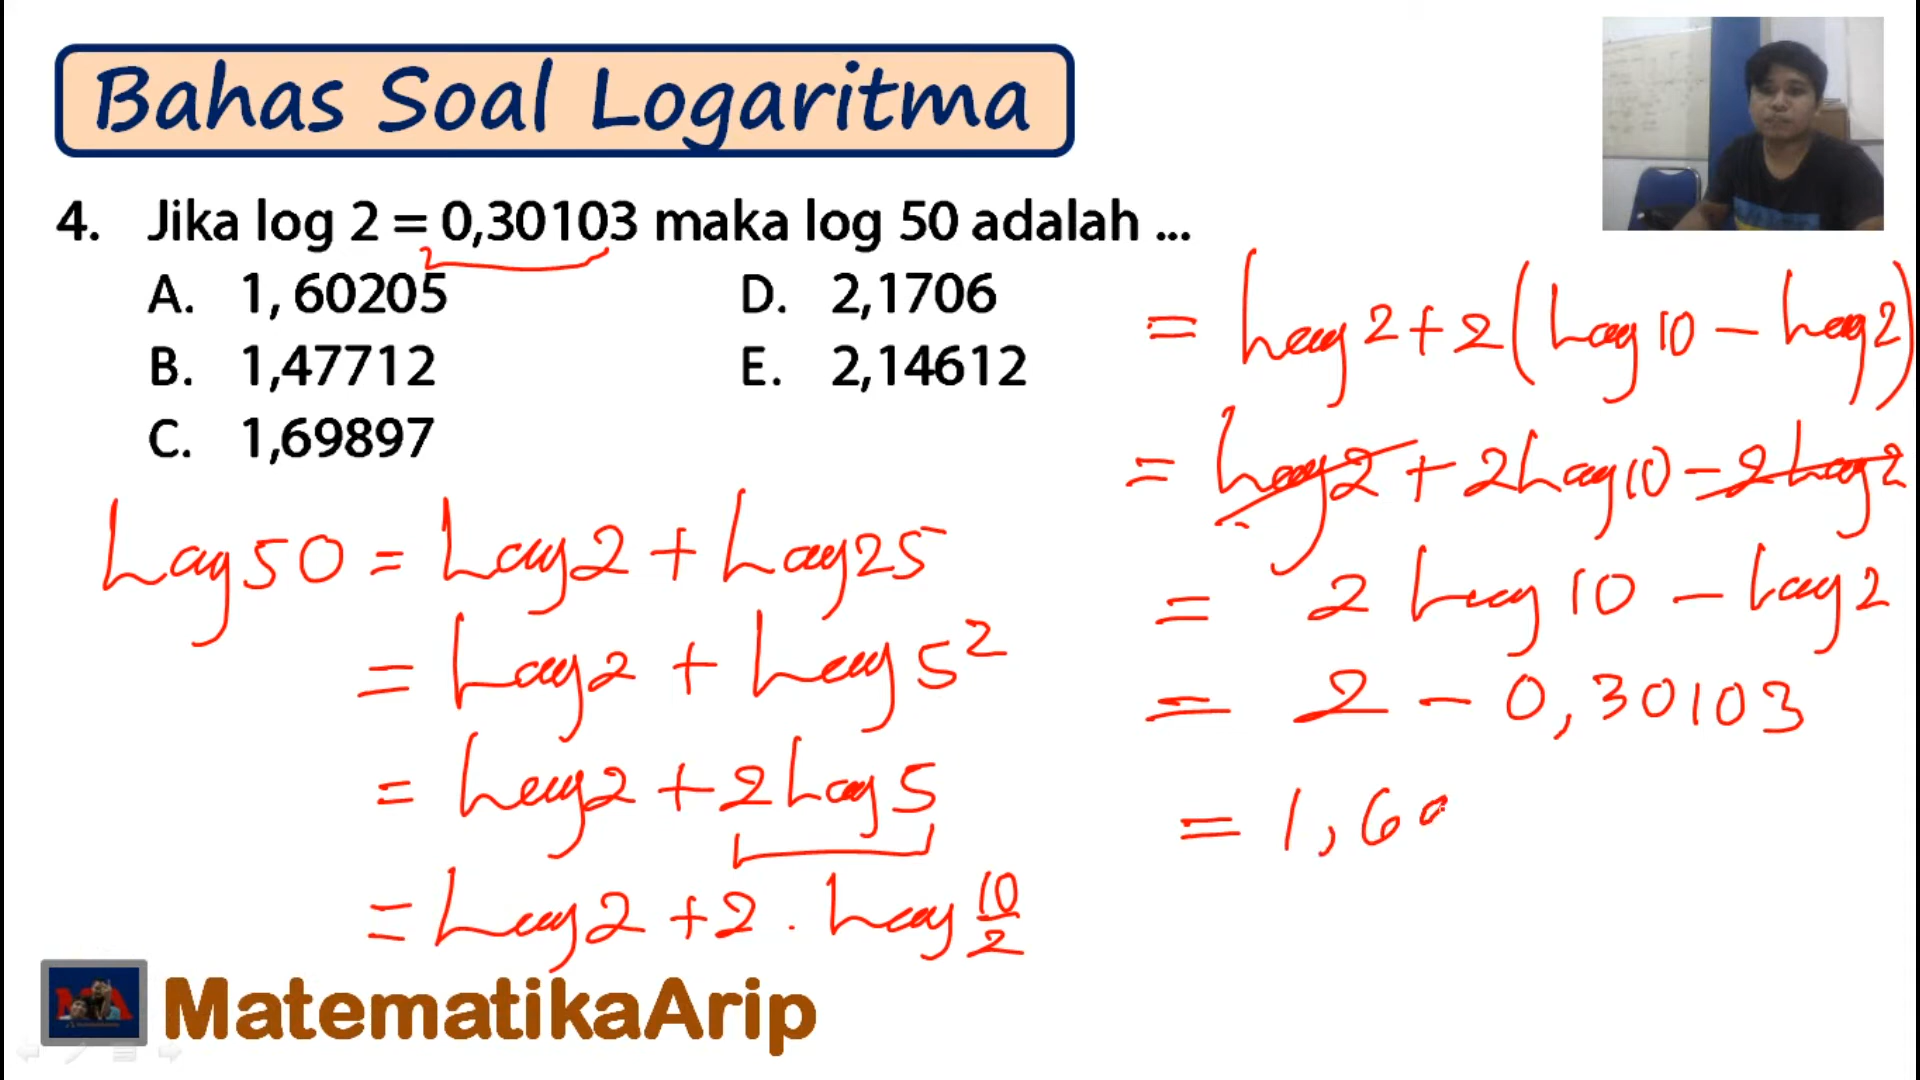 Bahas Soal Logaritma
4. Jika log 2 = 0,30103 maka log 50 adalah ...
A. 1, 60205
B. 1,47712
C. 1,69897
D. 2,1706
E. 2,14612
Log 50 = Log 2 + Log 25
= Log 2 + Log 5²
= Log 2 + 2 Log 5
= Log 2 + 2 . Log 10/2
= Log 2 + 2 (Log 10 - Log 2)
= Log 2 + 2 Log 10 - 2 Log 2
= 2 Log 10 - Log 2
= 2 - 0,30103
= 1,6
MatematikaArip